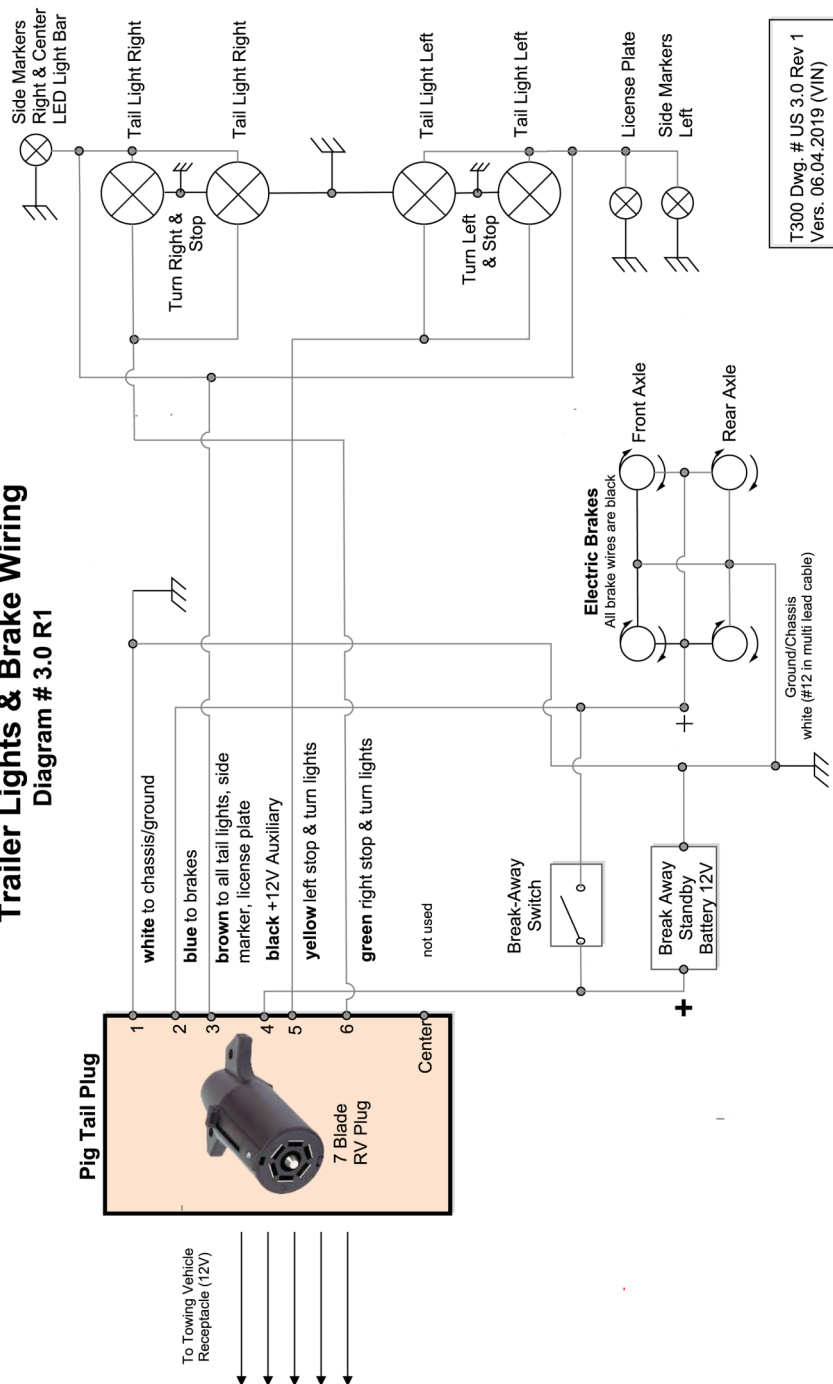 Trailer Lights & Brake Wiring
Diagram # 3.0 R1
Pig Tail Plug
7 Blade
RV Plug
To Towing Vehicle
Receptacle (12V)
1
2
3
4
5
6
Center
white to chassis/ground
blue to brakes
brown to all tail lights, side
marker, license plate
black +12V Auxiliary
yellow left stop & turn lights
green right stop & turn lights
not used
Side Markers
Right & Center
LED Light Bar
Tail Light Right
Turn Right &
Stop
Tail Light Right
Tail Light Left
Turn Left
& Stop
Tail Light Left
License Plate
Side Markers
Left
Break-Away
Switch
+
Break Away
Standby
Battery 12V
+
Electric Brakes
All brake wires are black
Front Axle
Rear Axle
Ground/Chassis
white (#12 in multi lead cable)
T300 Dwg. # US 3.0 Rev 1
Vers. 06.04.2019 (VIN)